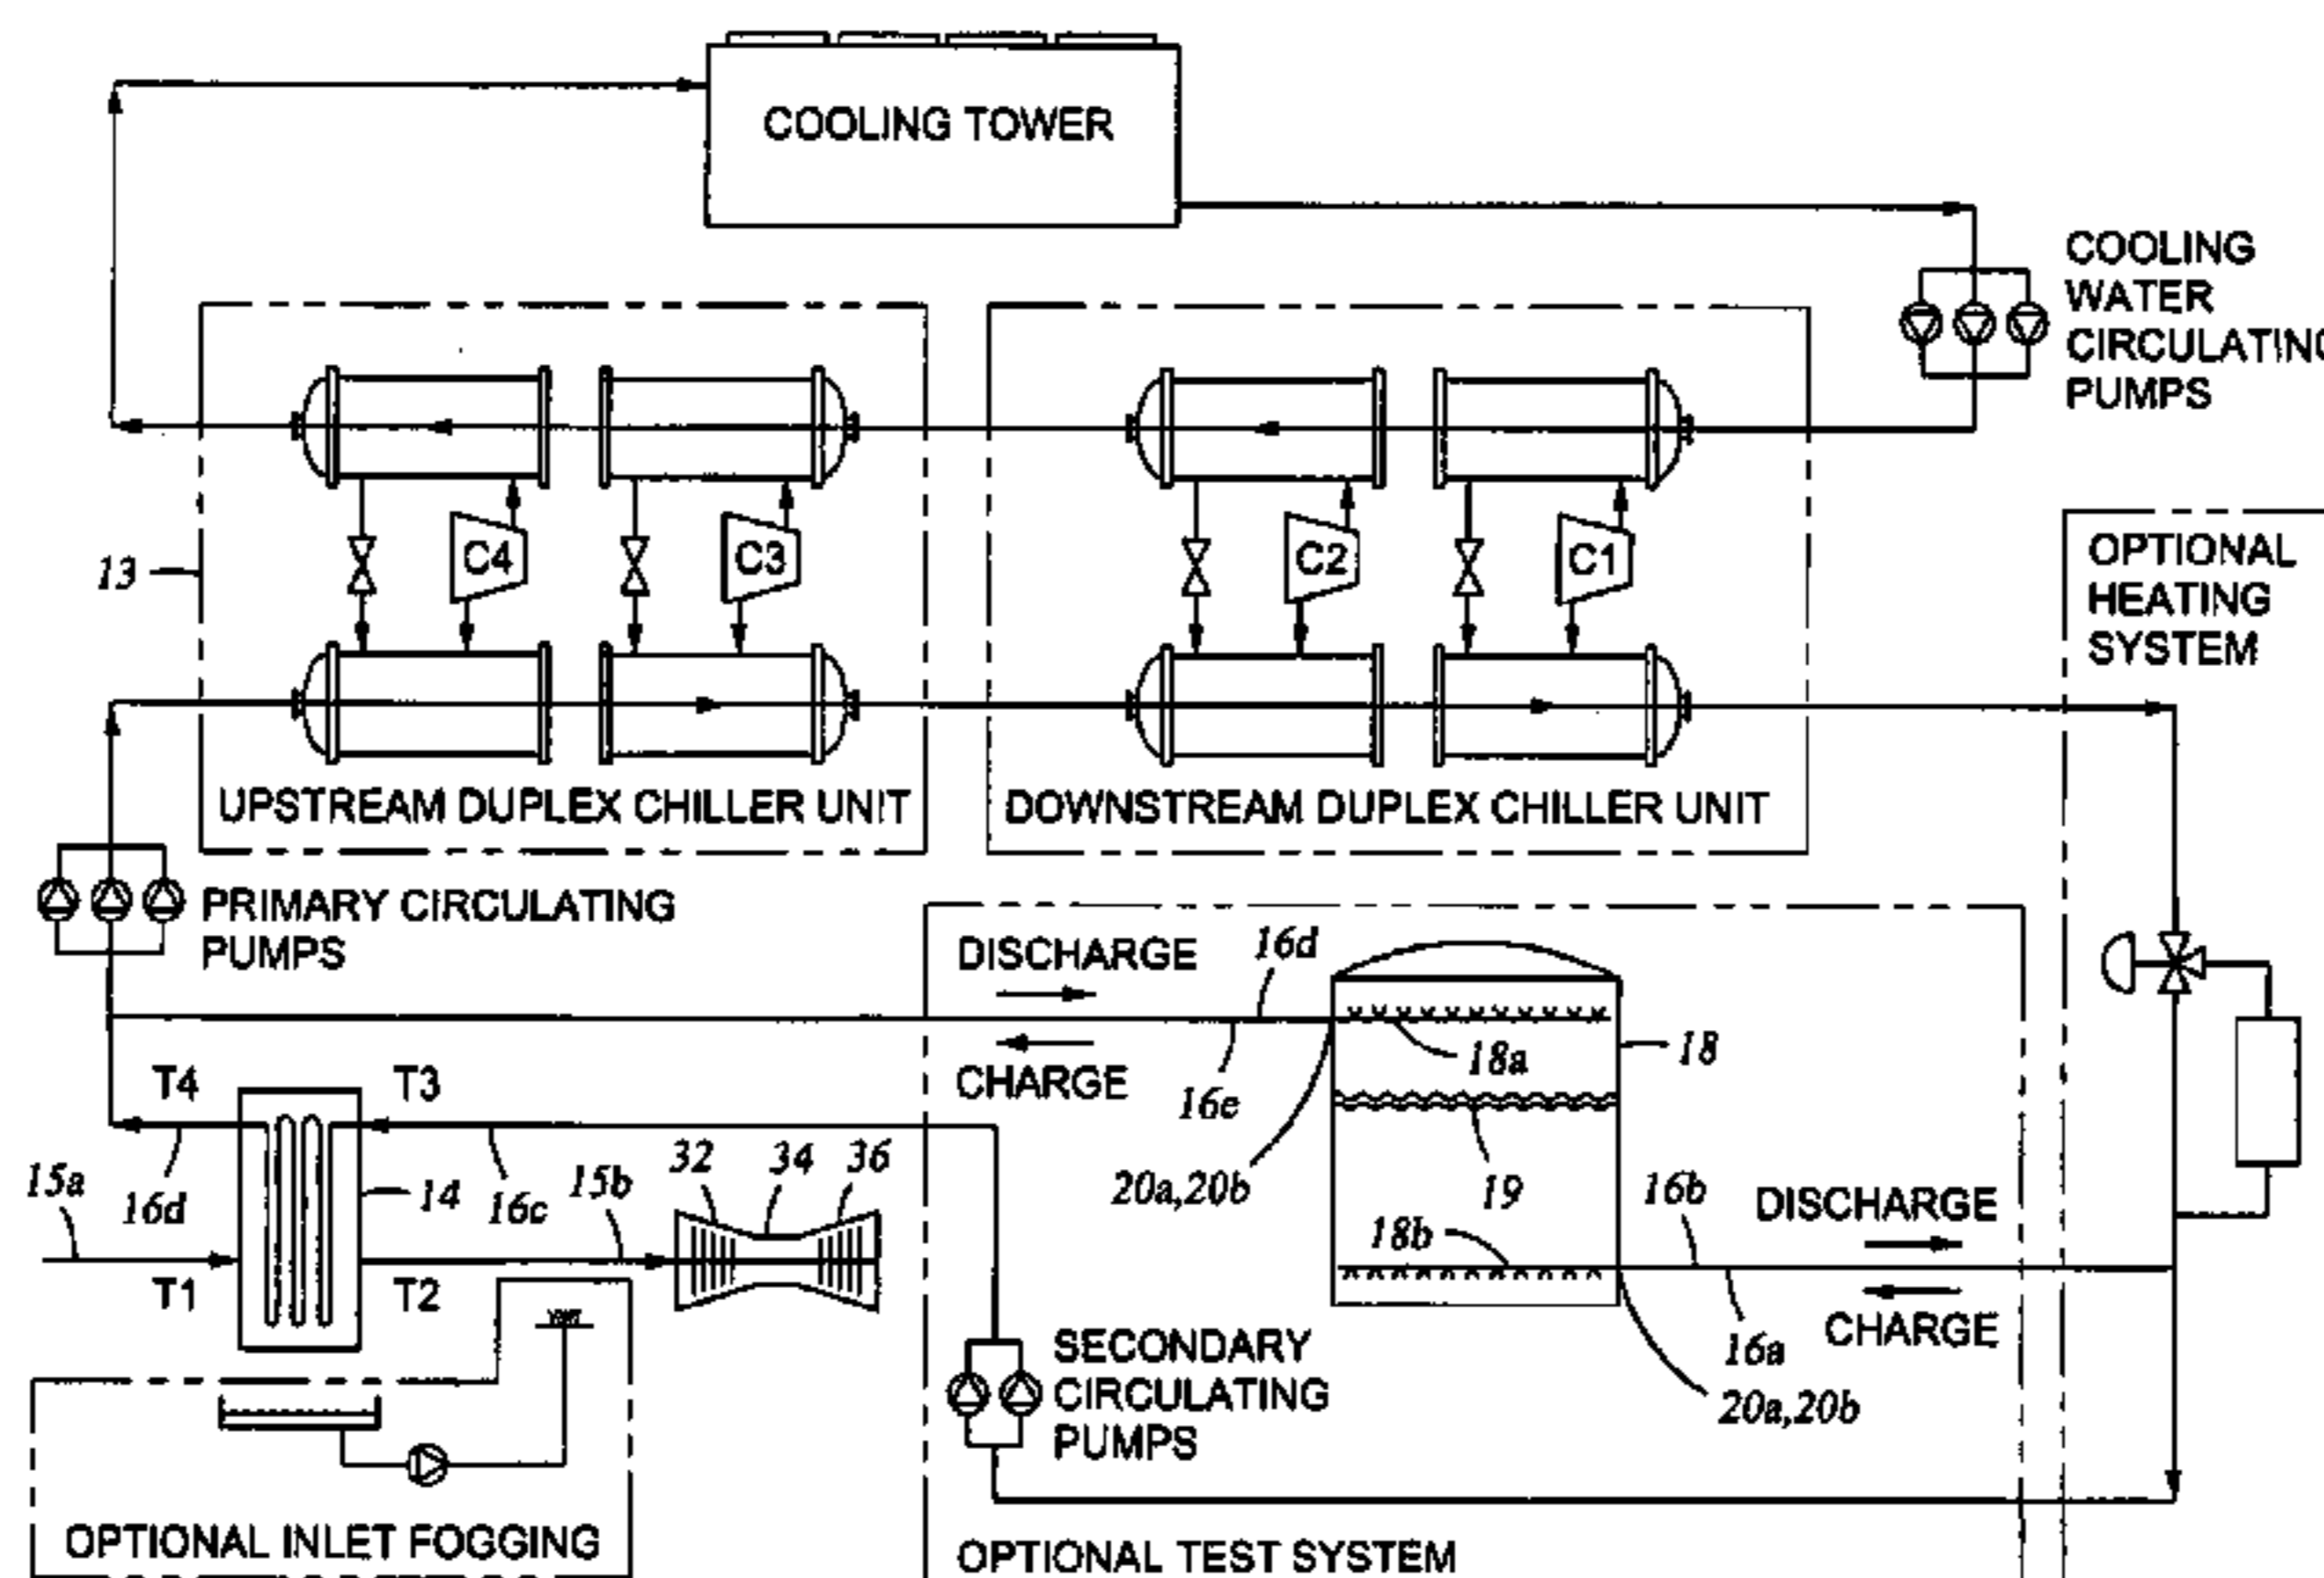 COOLING TOWER
COOLING
WATER
CIRCULATING
PUMPS
13
C4
C3
C2
C1
OPTIONAL
HEATING
SYSTEM
UPSTREAM DUPLEX CHILLER UNIT
DOWNSTREAM DUPLEX CHILLER UNIT
PRIMARY CIRCULATING
PUMPS
DISCHARGE
16d
18a
18
CHARGE
16e
T4
T3
32
34
36
15a
16d
14
16c
15b
20a,20b
19
16b
DISCHARGE
18b
T1
T2
CHARGE
16a
20a,20b
SECONDARY
CIRCULATING
PUMPS
OPTIONAL INLET FOGGING
OPTIONAL TEST SYSTEM